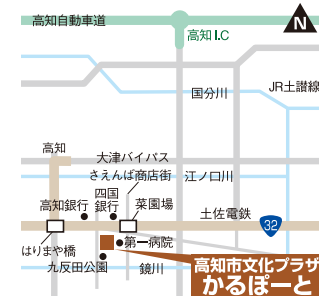 高知自動車道
N
高知I.C
JR土讃線
国分川
高知
大津バイパス
さえんば商店街
江ノ口川
四国
銀行
高知銀行
菜園場
土佐電鉄
32
はりまや橋
第一病院
九反田公園
鏡川
高知市文化プラザ
かるぽーと